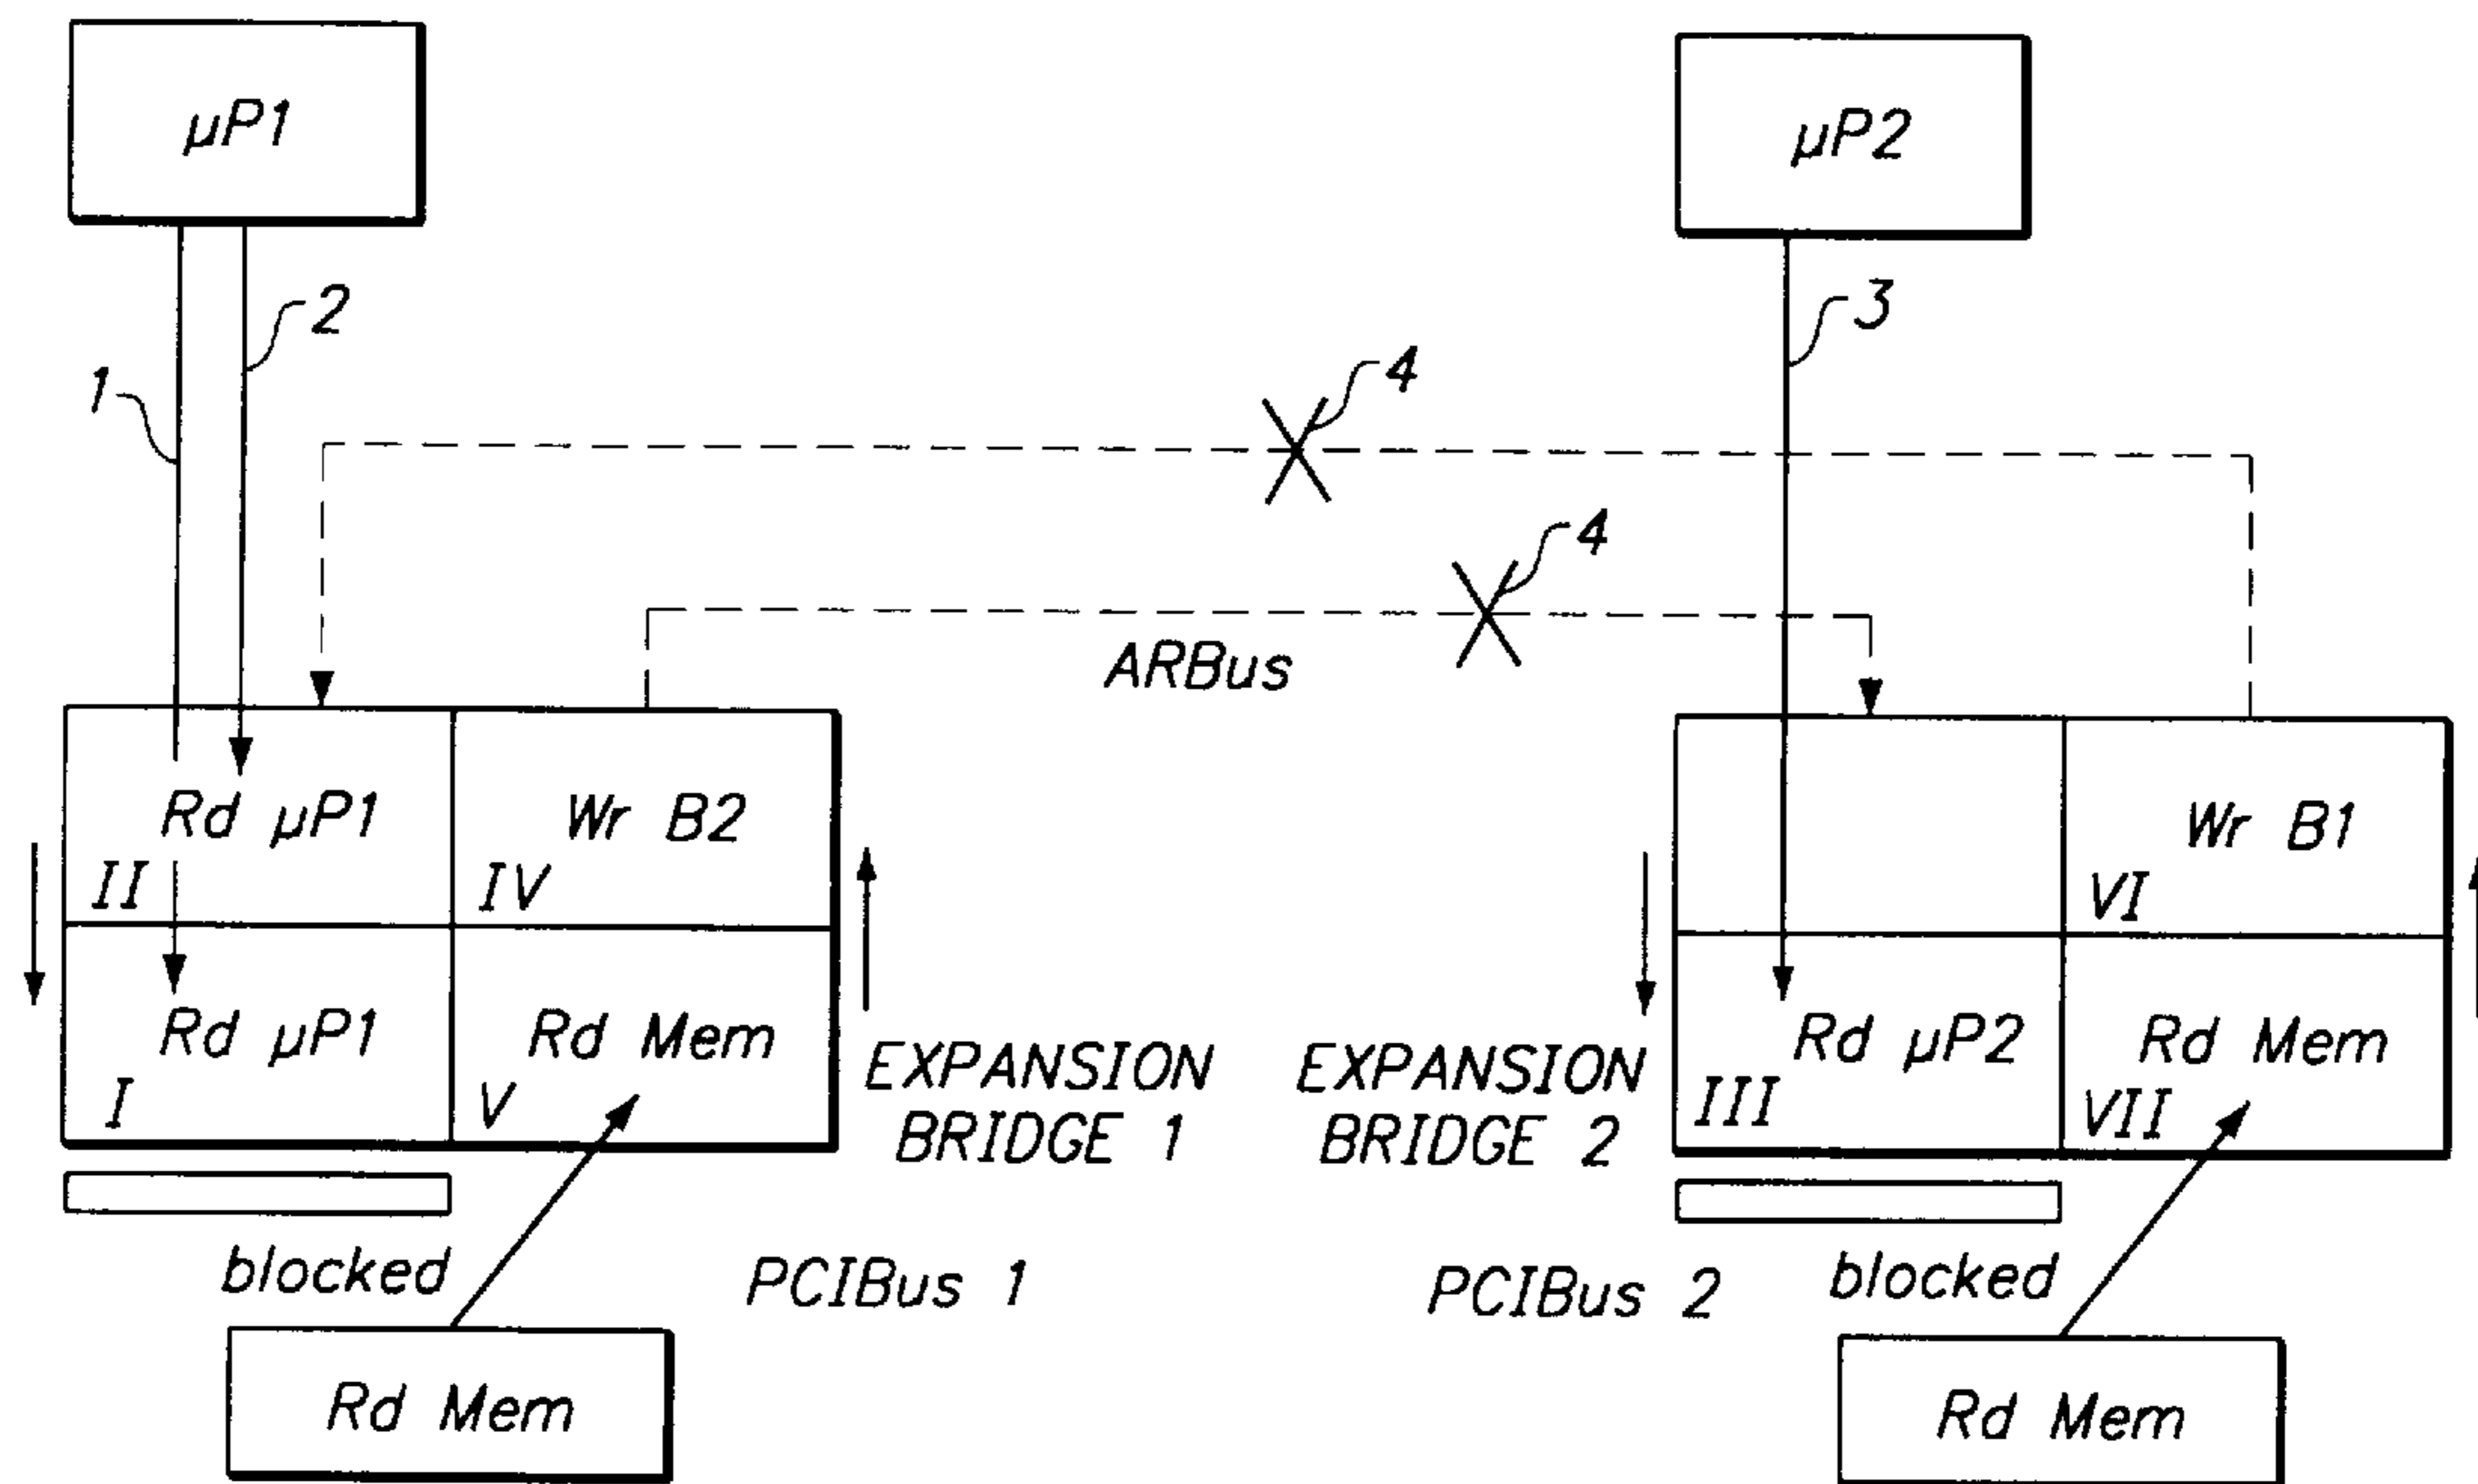 µP1
µP2
2
3
1
4
4
ARBus
Rd µP1
II
Wr B2
IV
Wr B1
VI
Rd µP1
I
Rd Mem
V
EXPANSION
BRIDGE 1
EXPANSION
BRIDGE 2
Rd µP2
III
Rd Mem
VII
blocked
PCIBus 1
PCIBus 2
blocked
Rd Mem
Rd Mem